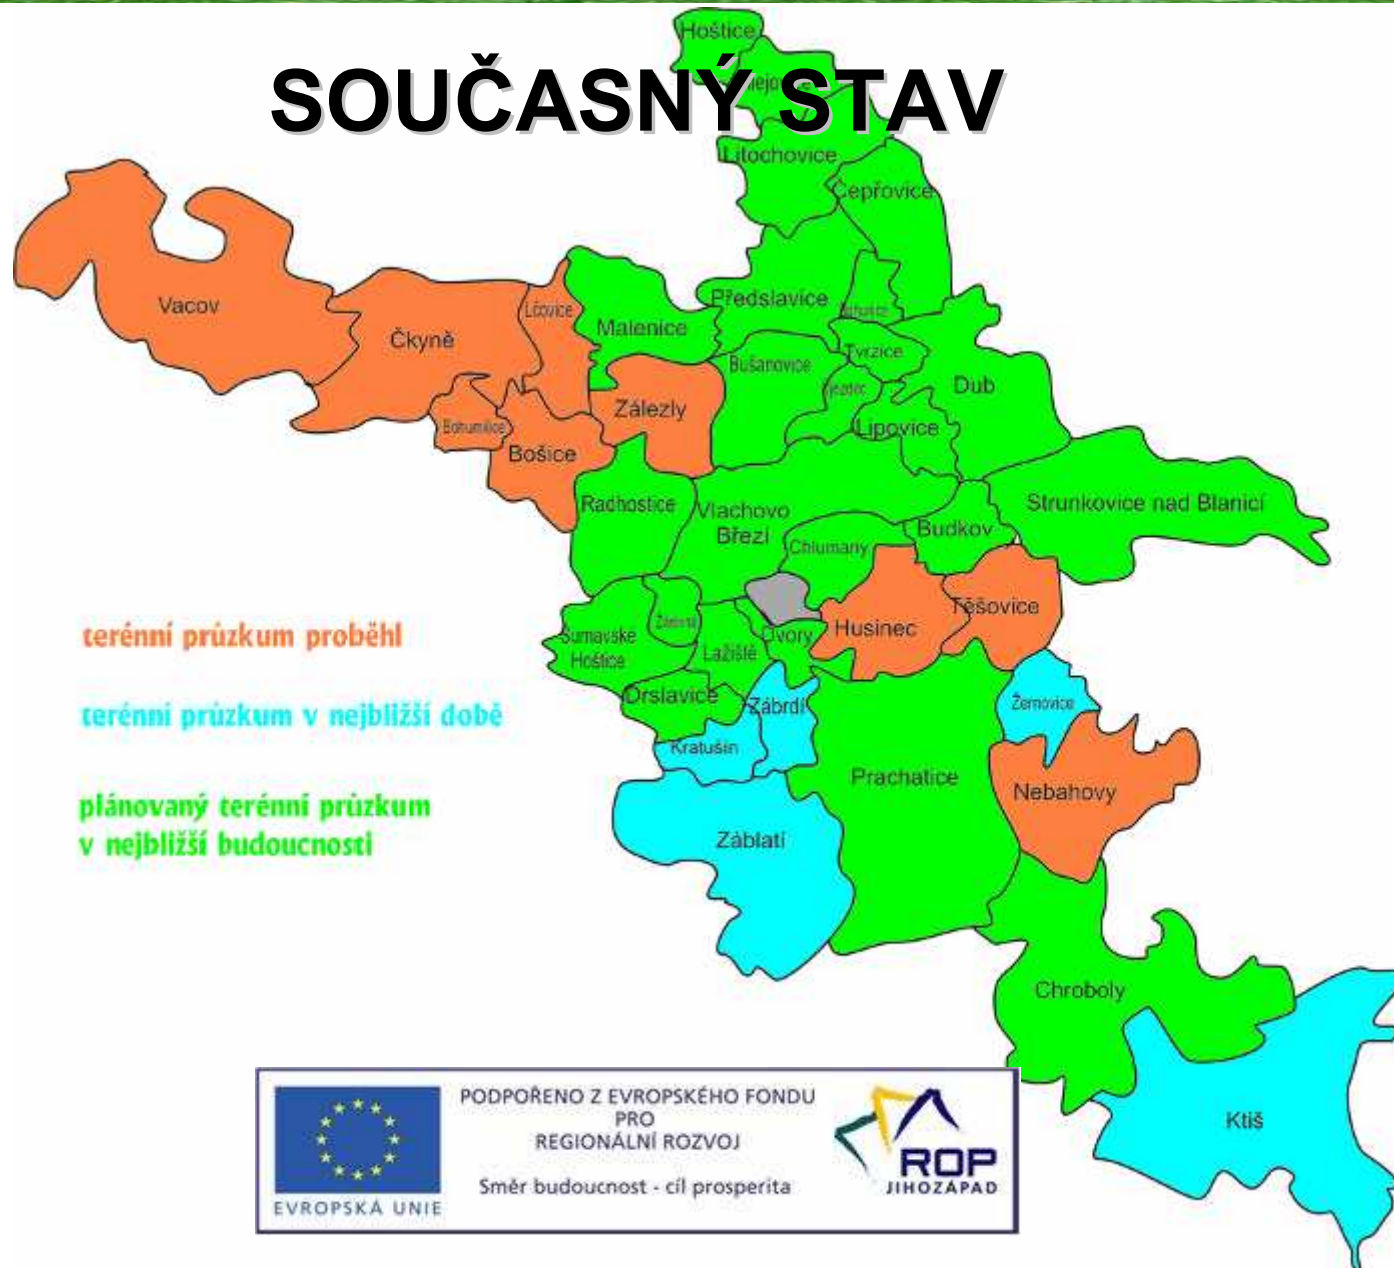 SOUČASNÝ STAV
Hoštice
Litochovice
Čepřovice
Vacov
Čkyně
Lčovice
Malenice
Předslavice
Bušanovice
Tvrzice
Dub
Zálezly
Lipovice
Bohumilice
Bošice
Radhostice
Vlachovo
Březí
Strunkovice nad Blanicí
Budkov
Chlumany
Husinec
Těšovice
Šumavské
Hoštice
Lažiště
Dvory
Žernovice
Drslavice
Zábrdí
Kratušín
Prachatice
Nebahovy
Záblatí
Chroboly
Ktiš
terénní průzkum proběhl
terénní průzkum v nejbližší době
plánovaný terénní průzkum
v nejbližší budoucnosti
PODPOŘENO Z EVROPSKÉHO FONDU
PRO
REGIONÁLNÍ ROZVOJ
Směr budoucnost - cíl prosperita
EVROPSKÁ UNIE
ROP
JIHOZÁPAD